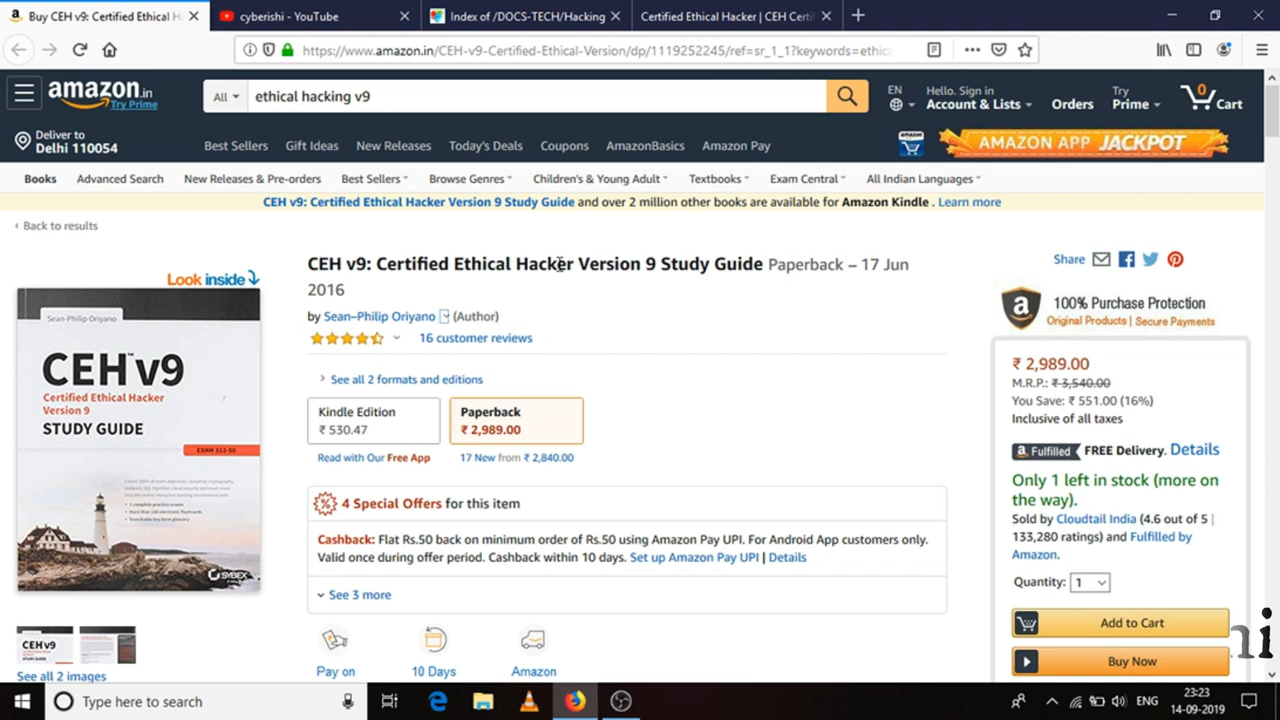 Buy CEH v9: Certified Ethical H
cyberishi - YouTube
Index of /DOCS-TECH/Hacking
Certified Ethical Hacker | CEH Certi
https://www.amazon.in/CEH-v9-Certified-Ethical-Version/dp/1119252245/ref=sr_1_1?keywords=ethica
amazon.in
Try Prime
All
ethical hacking v9
EN
Hello. Sign in
Account & Lists
Orders
Try
Prime
0
Cart
Deliver to
Delhi 110054
Best Sellers Gift Ideas New Releases Today's Deals Coupons AmazonBasics Amazon Pay
AMAZON APP JACKPOT
Books Advanced Search New Releases & Pre-orders Best Sellers Browse Genres Children's & Young Adult Textbooks Exam Central All Indian Languages
CEH v9: Certified Ethical Hacker Version 9 Study Guide and over 2 million other books are available for Amazon Kindle . Learn more
‹ Back to results
Look inside
Sean-Philip Oriyano
CEH™v9
Certified Ethical Hacker
Version 9
STUDY GUIDE
EXAM 312-50
SYBEX
CEHv9
STUDY GUIDE
See all 2 images
CEH v9: Certified Ethical Hacker Version 9 Study Guide Paperback – 17 Jun
2016
by Sean–Philip Oriyano (Author)
16 customer reviews
See all 2 formats and editions
Kindle Edition
₹ 530.47
Paperback
₹ 2,989.00
Read with Our Free App
17 New from ₹ 2,840.00
4 Special Offers for this item
Cashback: Flat Rs.50 back on minimum order of Rs.50 using Amazon Pay UPI. For Android App customers only.
Valid once during offer period. Cashback within 10 days. Set up Amazon Pay UPI | Details
See 3 more
Pay on
10 Days
Amazon
Share
100% Purchase Protection
Original Products | Secure Payments
₹ 2,989.00
M.R.P.: ₹ 3,540.00
You Save: ₹ 551.00 (16%)
Inclusive of all taxes
Fulfilled FREE Delivery. Details
Only 1 left in stock (more on
the way).
Sold by Cloudtail India (4.6 out of 5 |
133,280 ratings) and Fulfilled by
Amazon.
Quantity: 1
Add to Cart
Buy Now
ni
Type here to search
ENG
23:23
14-09-2019